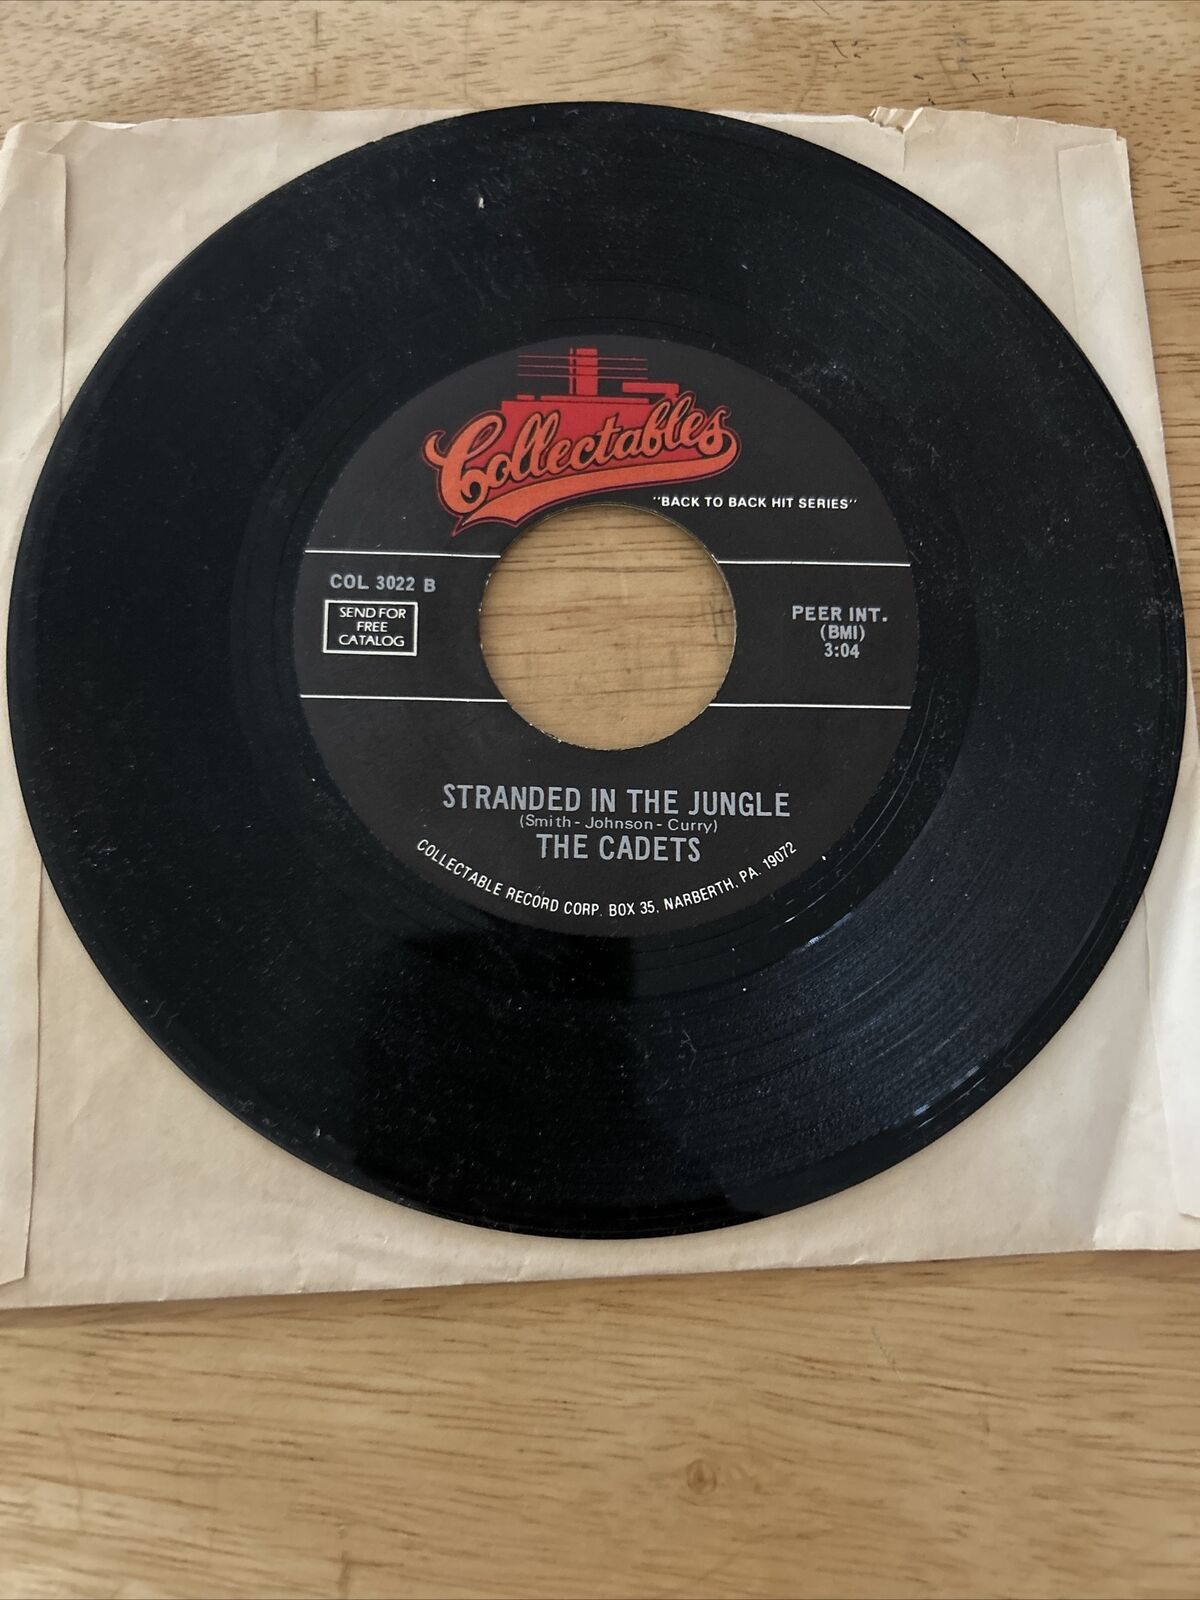 Collectables
"BACK TO BACK HIT SERIES"
COL 3022 B
SEND FOR
FREE
CATALOG
PEER INT.
(BMI)
3:04
STRANDED IN THE JUNGLE
(Smith - Johnson - Curry)
THE CADETS
COLLECTABLE RECORD CORP. BOX 35, NARBERTH, PA. 19072